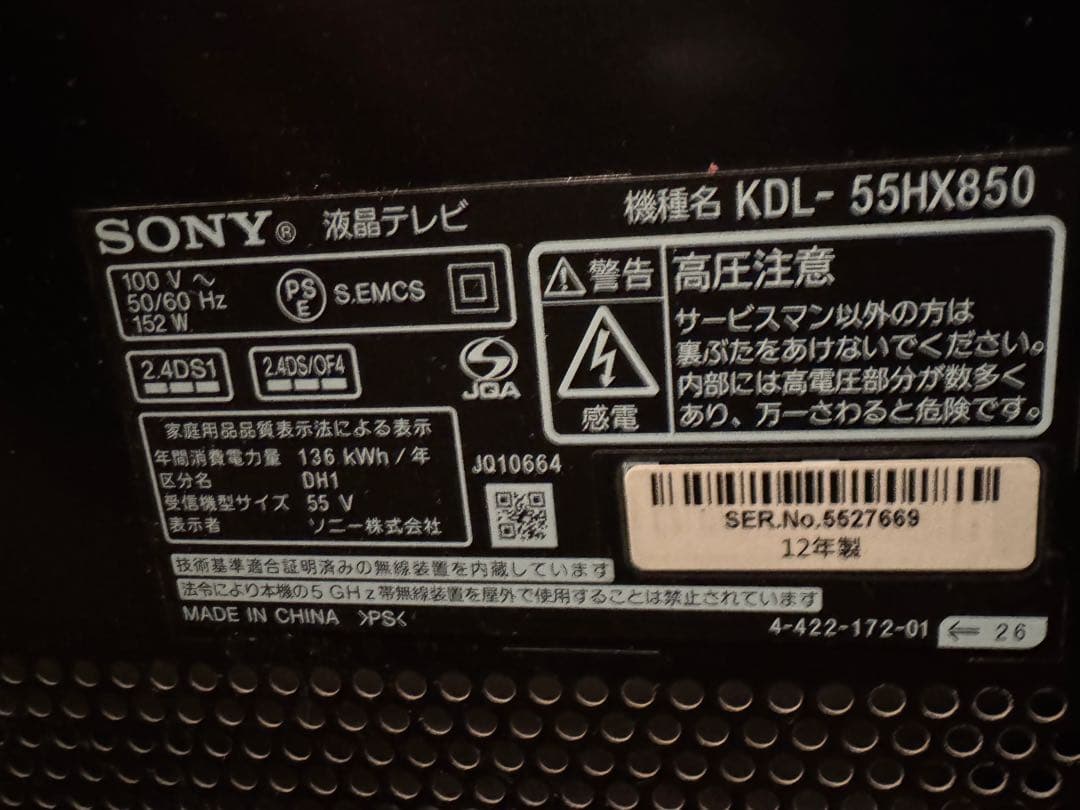 SONY® 液晶テレビ
機種名 KDL- 55HX850
100 V ～
50/60 Hz
152 W
PS
E
S.EMCS
2.4DS1
2.4DS/OF4
JQA
警告
感電
高圧注意
サービスマン以外の方は
裏ぶたをあけないでください。
内部には高電圧部分が数多く
あり、万一さわると危険です。
家庭用品品質表示法による表示
年間消費電力量 136 kWh/年
区分名 DH1
受信機型サイズ 55 V
表示者 ソニー株式会社
JQ10664
SER.No.5527669
12年製
技術基準適合証明済みの無線装置を内蔵しています
法令により本機の5 GHz帯無線装置を屋外で使用することは禁止されています
MADE IN CHINA >PS<
4-422-172-01
← 26